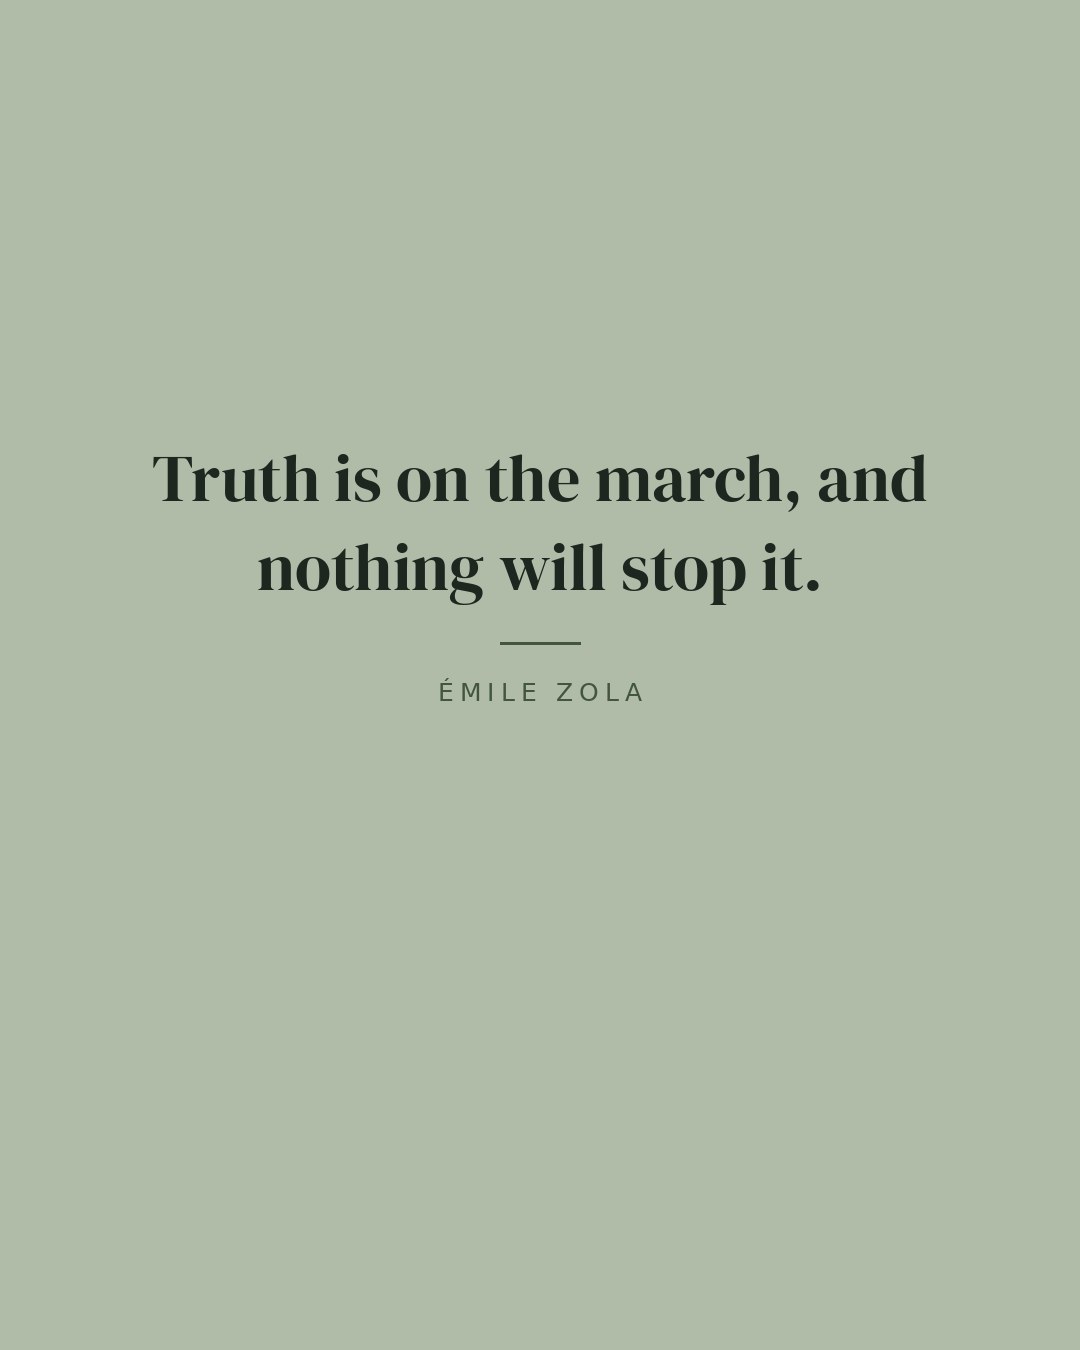 Truth is on the march, and
nothing will stop it.
ÉMILE ZOLA